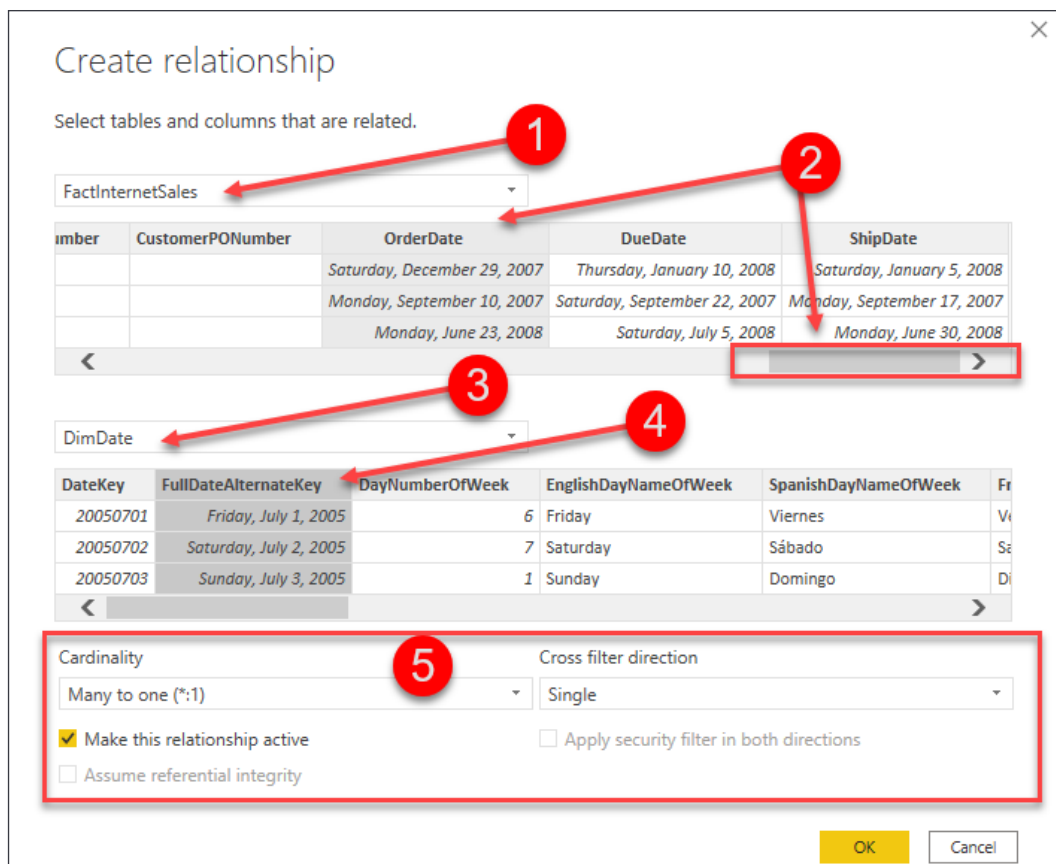 Create relationship
Select tables and columns that are related.
1
2
FactInternetSales
umber CustomerPONumber OrderDate DueDate ShipDate
Saturday, December 29, 2007 Thursday, January 10, 2008 Saturday, January 5, 2008
Monday, September 10, 2007 Saturday, September 22, 2007 Monday, September 17, 2007
Monday, June 23, 2008 Saturday, July 5, 2008 Monday, June 30, 2008
3
4
DimDate
DateKey FullDateAlternateKey DayNumberOfWeek EnglishDayNameOfWeek SpanishDayNameOfWeek Fr
20050701 Friday, July 1, 2005 6 Friday Viernes Ve
20050702 Saturday, July 2, 2005 7 Saturday Sábado Sa
20050703 Sunday, July 3, 2005 1 Sunday Domingo Di
Cardinality 5 Cross filter direction
Many to one (*:1) Single
Make this relationship active Apply security filter in both directions
Assume referential integrity
OK Cancel